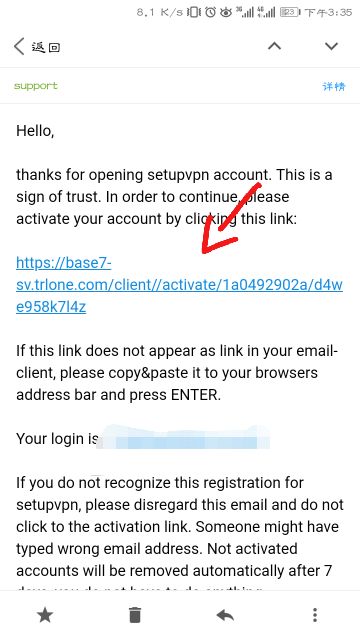 8.1 K/s 下午3:35
返回
support 详情
Hello,
thanks for opening setupvpn account. This is a
sign of trust. In order to continue, please
activate your account by clicking this link:
https://base7-
sv.trlone.com/client//activate/1a0492902a/d4w
e958k7l4z
If this link does not appear as link in your email-
client, please copy&paste it to your browsers
address bar and press ENTER.
Your login is
If you do not recognize this registration for
setupvpn, please disregard this email and do not
click to the activation link. Someone might have
typed wrong email address. Not activated
accounts will be removed automatically after 7